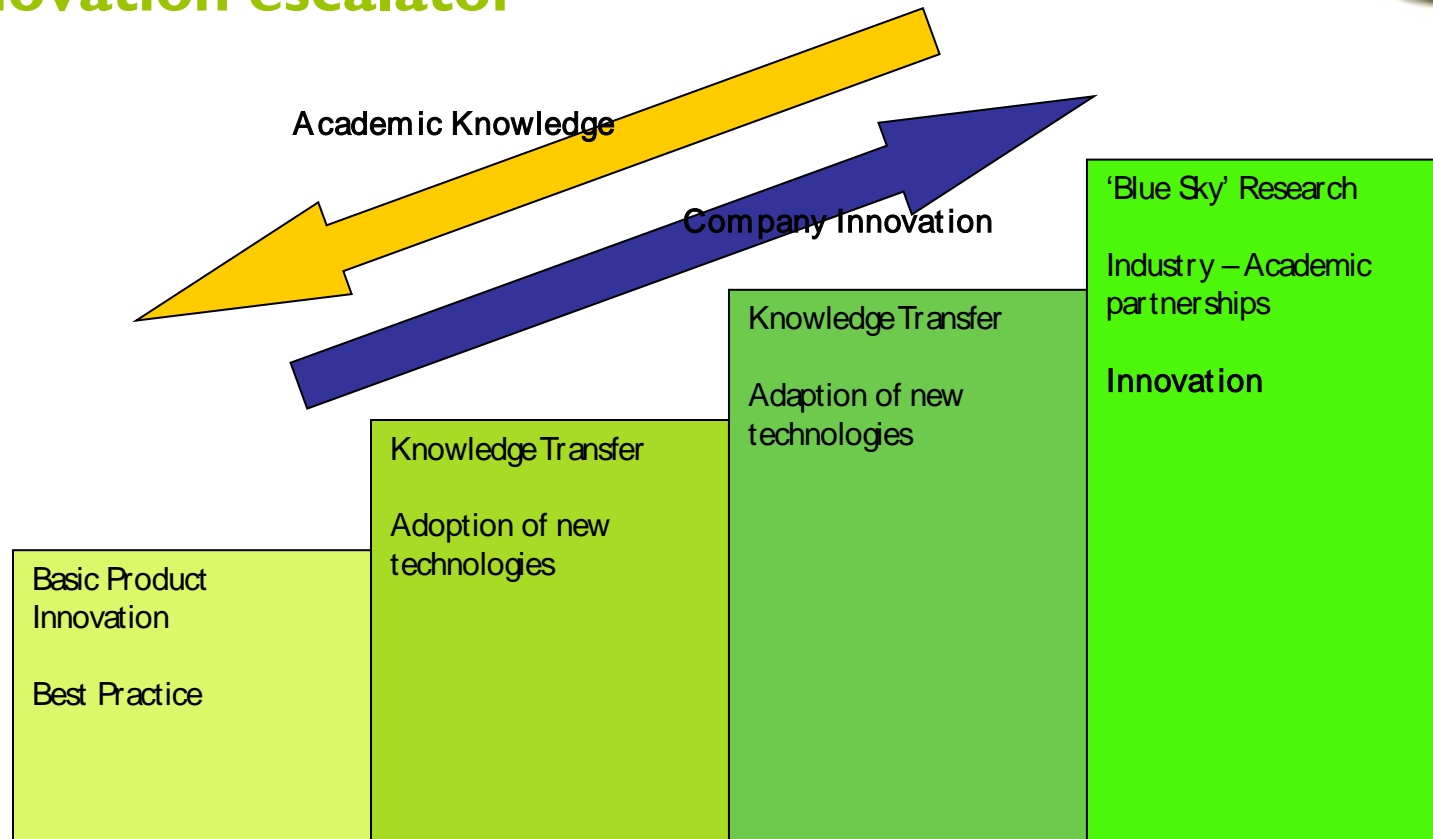 novation escalator
Academic Knowledge
Company Innovation
'Blue Sky' Research
Industry – Academic
partnerships
Innovation
Knowledge Transfer
Adaption of new
technologies
Knowledge Transfer
Adoption of new
technologies
Basic Product
Innovation
Best Practice